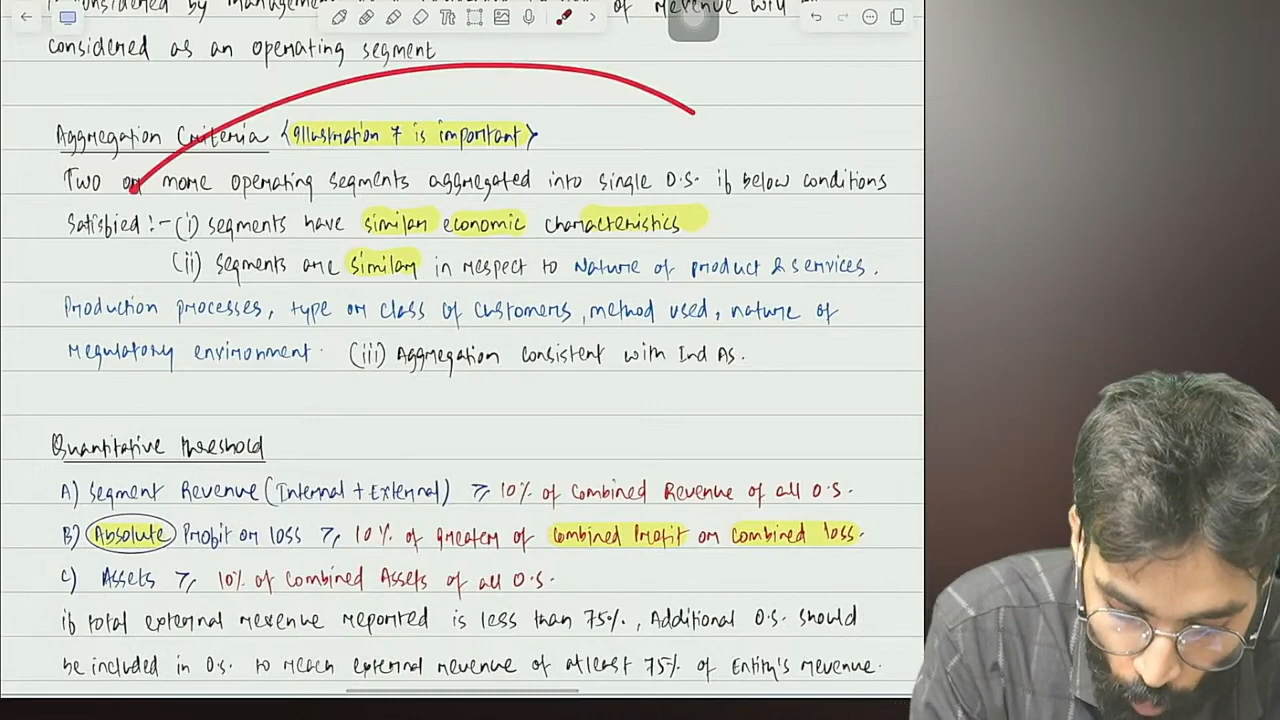 considered by management of revenue will
considered as an operating segment
Aggregation Criteria {Illustration 7 is important}
Two or more operating segments aggregated into single O.S. if below conditions
Satisfied :- (i) segments have similar economic characteristics
(ii) segments are similar in respect to Nature of product & services.
Production processes, type or class of customers, method used, nature of
regulatory environment. (iii) Aggregation consistent with Ind AS.
Quantitative threshold
A) Segment Revenue (Internal + External) ≥ 10% of Combined Revenue of all O.S.
B) Absolute Profit or loss ≥ 10% of greater of Combined Profit or combined loss.
C) Assets ≥ 10% of Combined Assets of all O.S.
if total external revenue reported is less than 75%, Additional O.S. should
be included in O.S. to reach external revenue of atleast 75% of Entity's revenue.